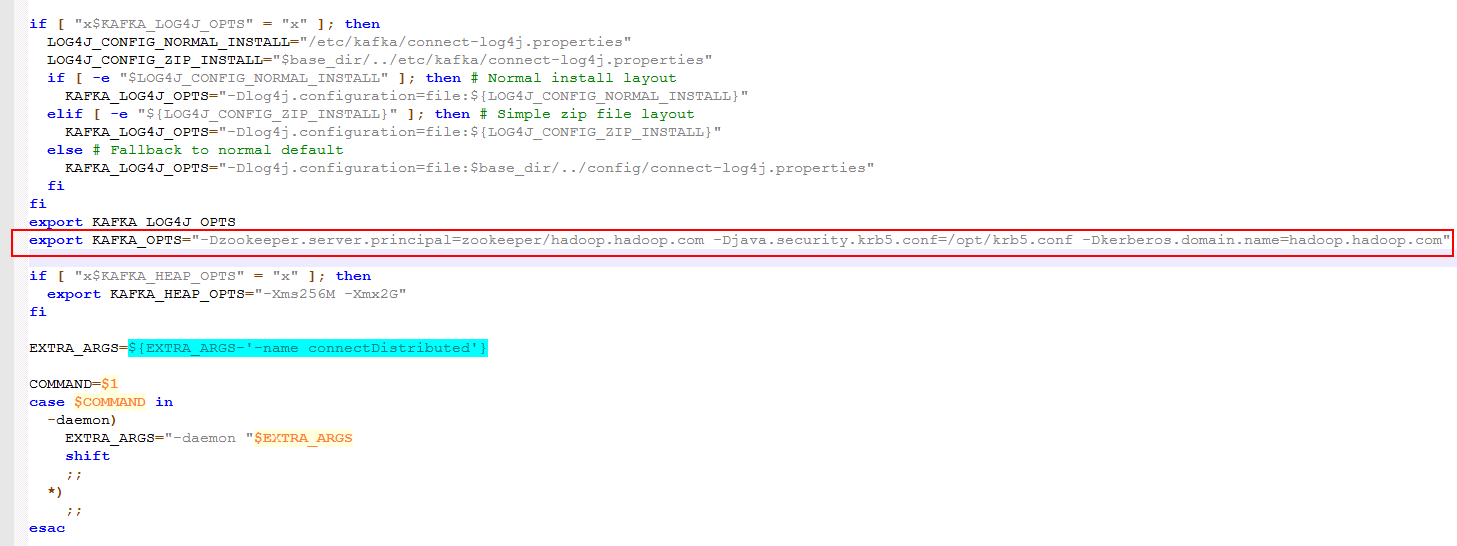 if [ "x$KAFKA_LOG4J_OPTS" = "x" ]; then
  LOG4J_CONFIG_NORMAL_INSTALL="/etc/kafka/connect-log4j.properties"
  LOG4J_CONFIG_ZIP_INSTALL="$base_dir/../etc/kafka/connect-log4j.properties"
  if [ -e "$LOG4J_CONFIG_NORMAL_INSTALL" ]; then # Normal install layout
    KAFKA_LOG4J_OPTS="-Dlog4j.configuration=file:${LOG4J_CONFIG_NORMAL_INSTALL}"
  elif [ -e "${LOG4J_CONFIG_ZIP_INSTALL}" ]; then # Simple zip file layout
    KAFKA_LOG4J_OPTS="-Dlog4j.configuration=file:${LOG4J_CONFIG_ZIP_INSTALL}"
  else # Fallback to normal default
    KAFKA_LOG4J_OPTS="-Dlog4j.configuration=file:$base_dir/../config/connect-log4j.properties"
  fi
fi
export KAFKA_LOG4J_OPTS
export KAFKA_OPTS="-Dzookeeper.server.principal=zookeeper/hadoop.hadoop.com -Djava.security.krb5.conf=/opt/krb5.conf -Dkerberos.domain.name=hadoop.hadoop.com"
if [ "x$KAFKA_HEAP_OPTS" = "x" ]; then
  export KAFKA_HEAP_OPTS="-Xms256M -Xmx2G"
fi
EXTRA_ARGS=${EXTRA_ARGS-'-name connectDistributed'}
COMMAND=$1
case $COMMAND in
  -daemon)
    EXTRA_ARGS="-daemon "$EXTRA_ARGS
    shift
    ;;
  *)
    ;;
esac